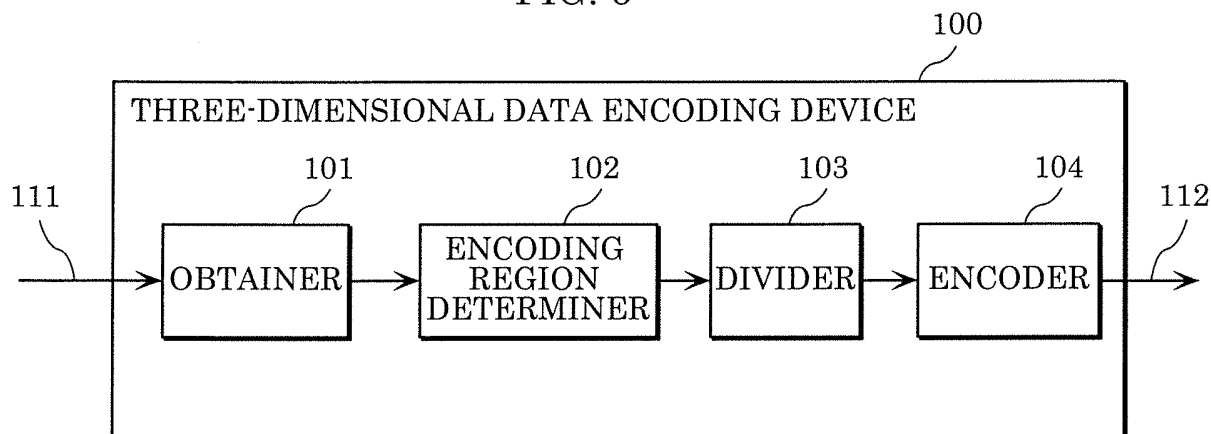 100
THREE-DIMENSIONAL DATA ENCODING DEVICE
101
102
103
104
111
112
OBTAINER
ENCODING
REGION
DETERMINER
DIVIDER
ENCODER